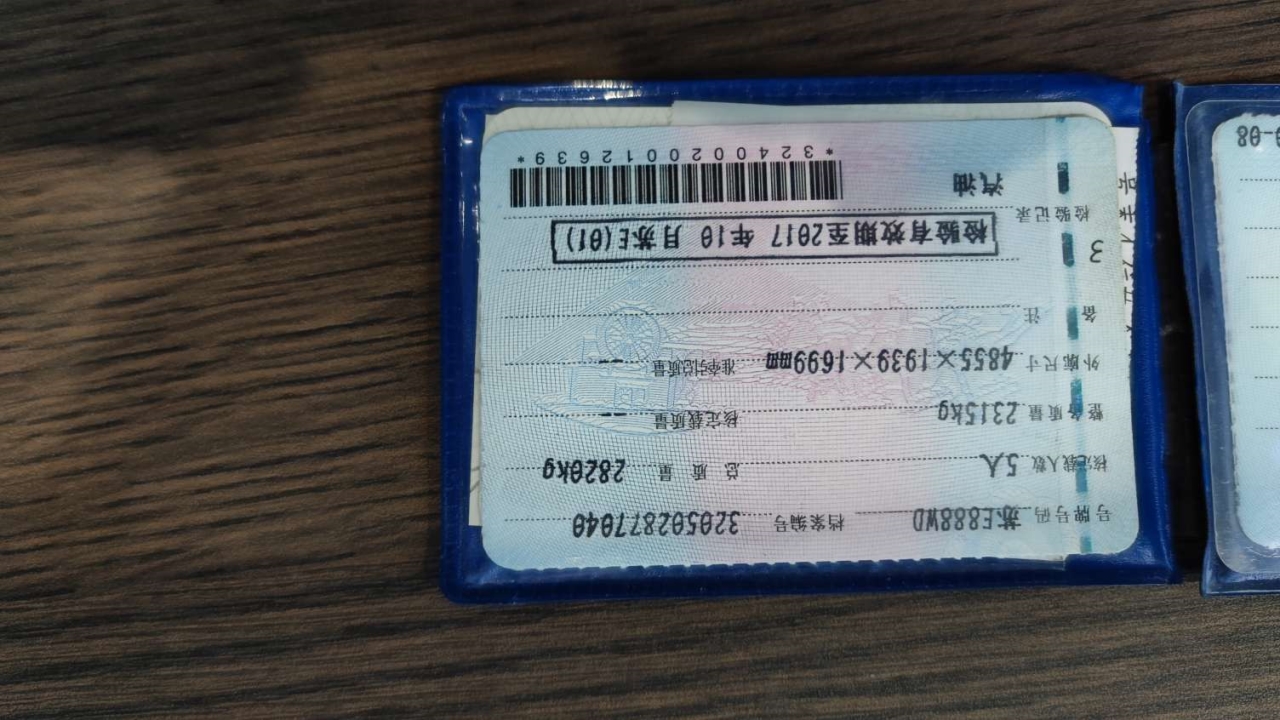 号牌号码 苏E888WD 档案编号 320502877040
核定载人数 5人 总质量 2820kg
整备质量 2315kg 核定载质量 --
外廓尺寸 4855×1939×1699mm 准牵引总质量 --
备注
检验记录 检验有效期至2017年10月苏E(01)
汽油
*3240020012639*
3
-08